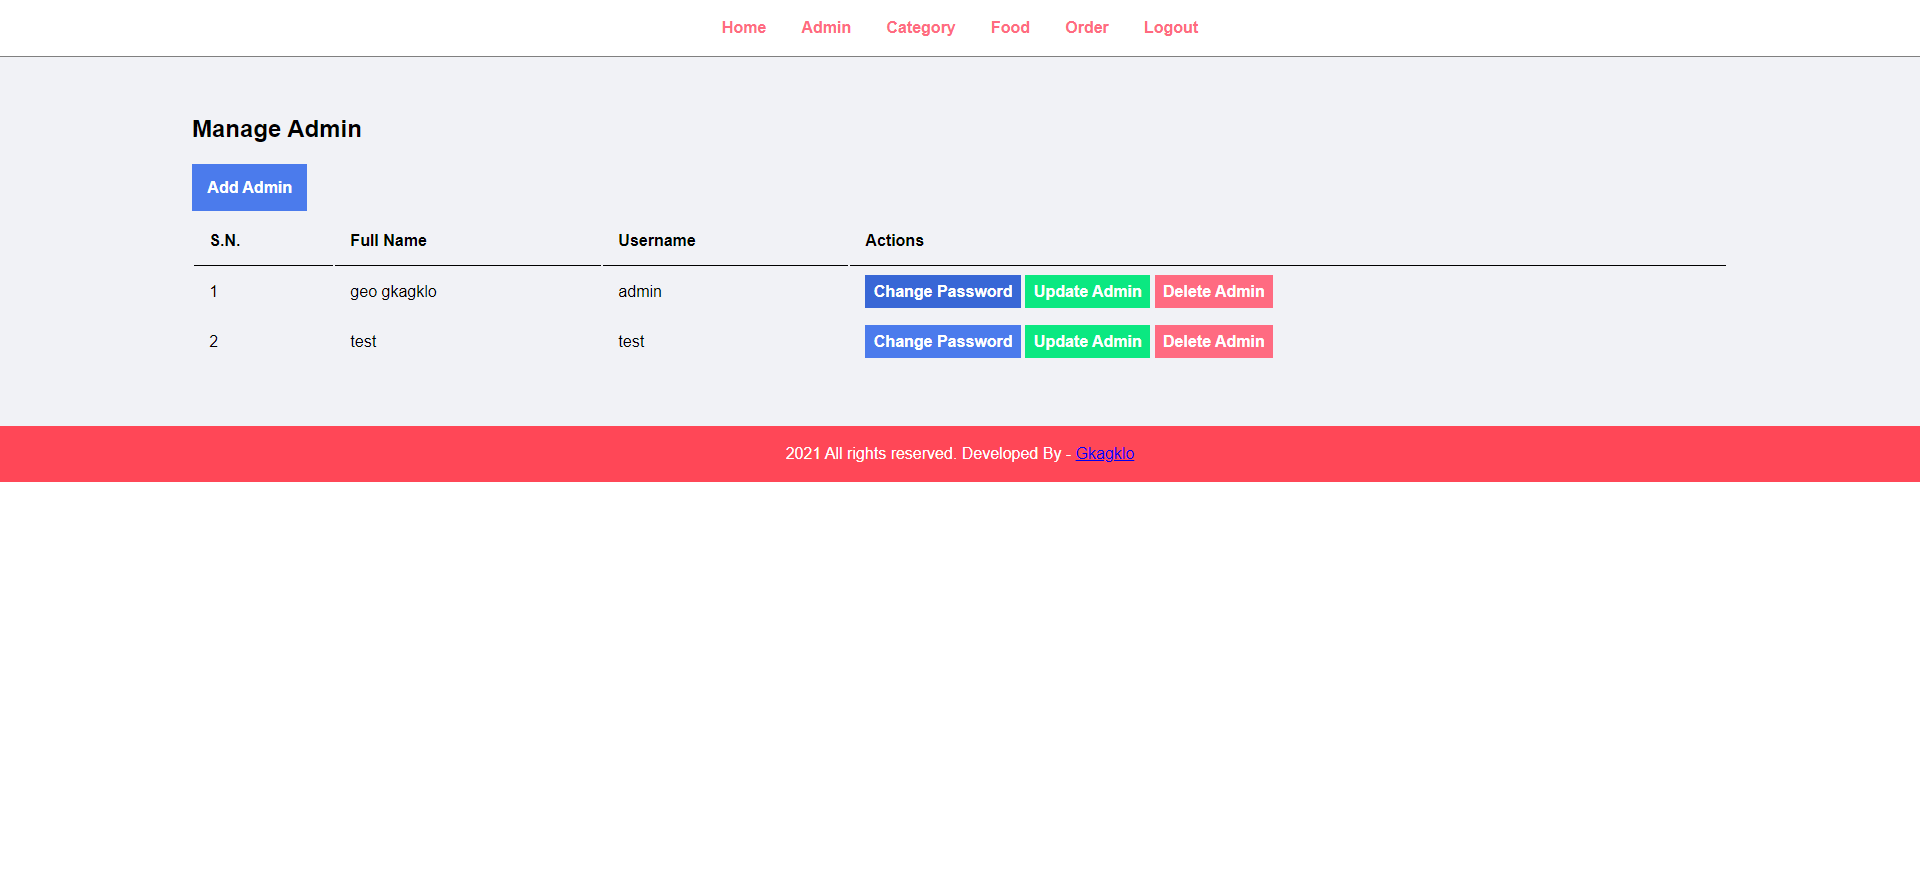 Home Admin Category Food Order Logout
Manage Admin
Add Admin
S.N. Full Name Username Actions
1 geo gkagklo admin Change Password Update Admin Delete Admin
2 test test Change Password Update Admin Delete Admin
2021 All rights reserved. Developed By - Gkagklo